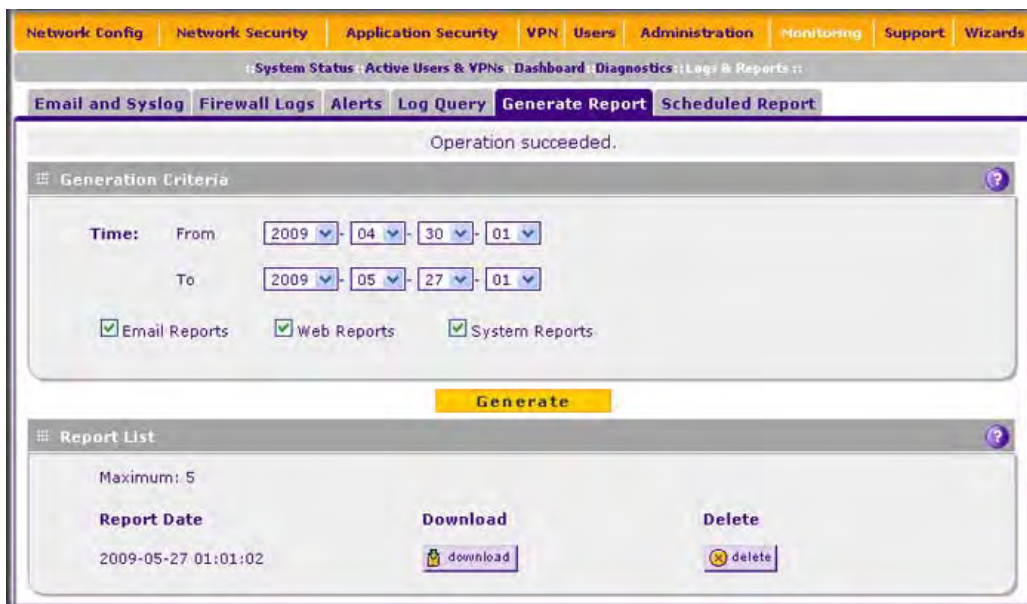 Network Config Network Security Application Security VPN Users Administration Monitoring Support Wizards
:: System Status :: Active Users & VPNs :: Dashboard :: Diagnostics :: Logs & Reports ::
Email and Syslog Firewall Logs Alerts Log Query Generate Report Scheduled Report
Operation succeeded.
Generation Criteria ?
Time: From 2009 - 04 - 30 - 01
To 2009 - 05 - 27 - 01
Email Reports Web Reports System Reports
Generate
Report List ?
Maximum: 5
Report Date Download Delete
2009-05-27 01:01:02 download delete